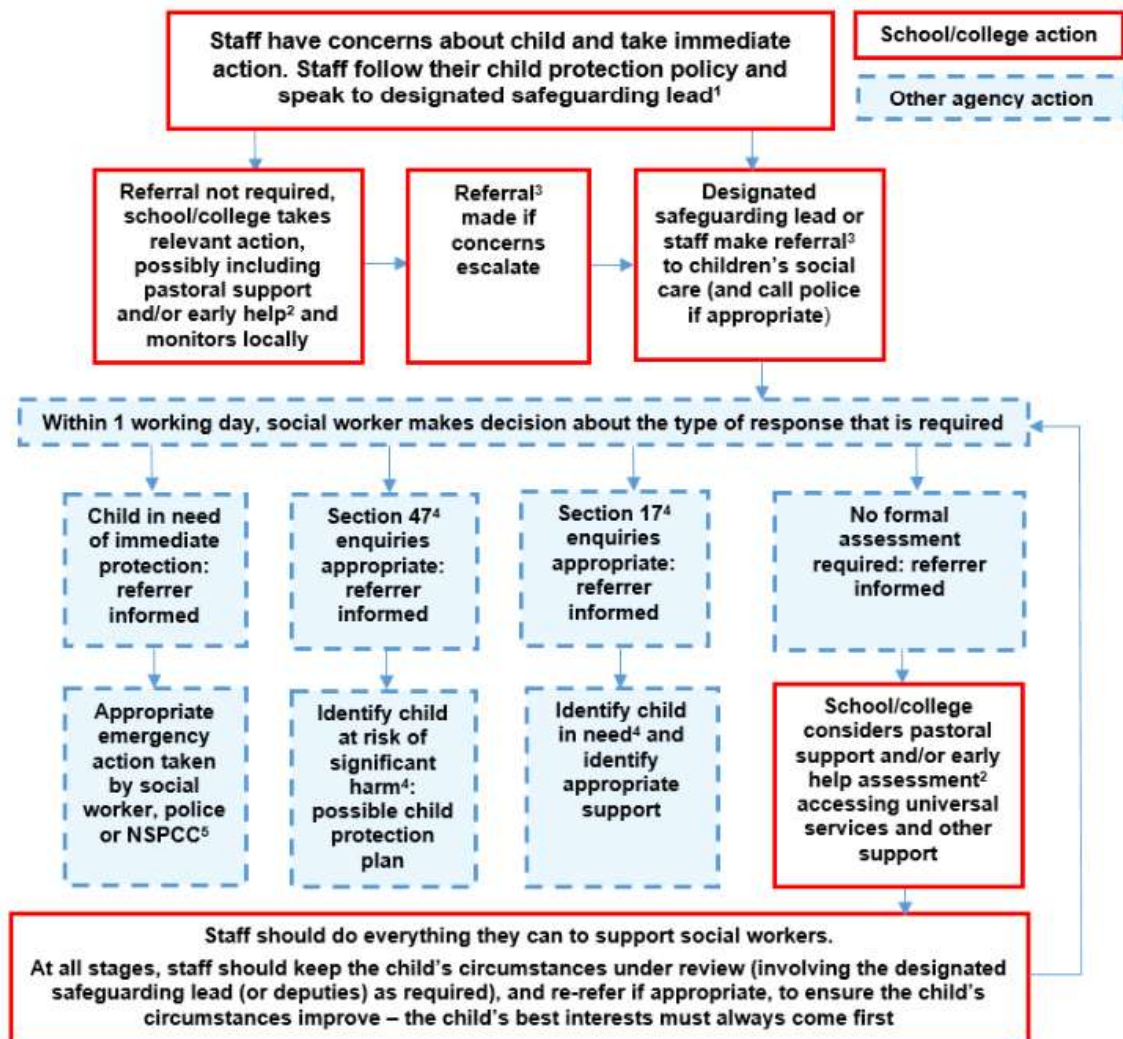 Staff have concerns about child and take immediate
action. Staff follow their child protection policy and
speak to designated safeguarding lead¹
School/college action
Other agency action
Referral not required,
school/college takes
relevant action,
possibly including
pastoral support
and/or early help² and
monitors locally
Referral³
made if
concerns
escalate
Designated
safeguarding lead or
staff make referral³
to children’s social
care (and call police
if appropriate)
Within 1 working day, social worker makes decision about the type of response that is required
Child in need
of immediate
protection:
referrer
informed
Section 47⁴
enquiries
appropriate:
referrer
informed
Section 17⁴
enquiries
appropriate:
referrer
informed
No formal
assessment
required: referrer
informed
Appropriate
emergency
action taken
by social
worker, police
or NSPCC⁵
Identify child
at risk of
significant
harm⁴:
possible child
protection
plan
Identify child
in need⁴ and
identify
appropriate
support
School/college
considers pastoral
support and/or early
help assessment²
accessing universal
services and other
support
Staff should do everything they can to support social workers.
At all stages, staff should keep the child’s circumstances under review (involving the designated
safeguarding lead (or deputies) as required), and re-refer if appropriate, to ensure the child’s
circumstances improve – the child’s best interests must always come first